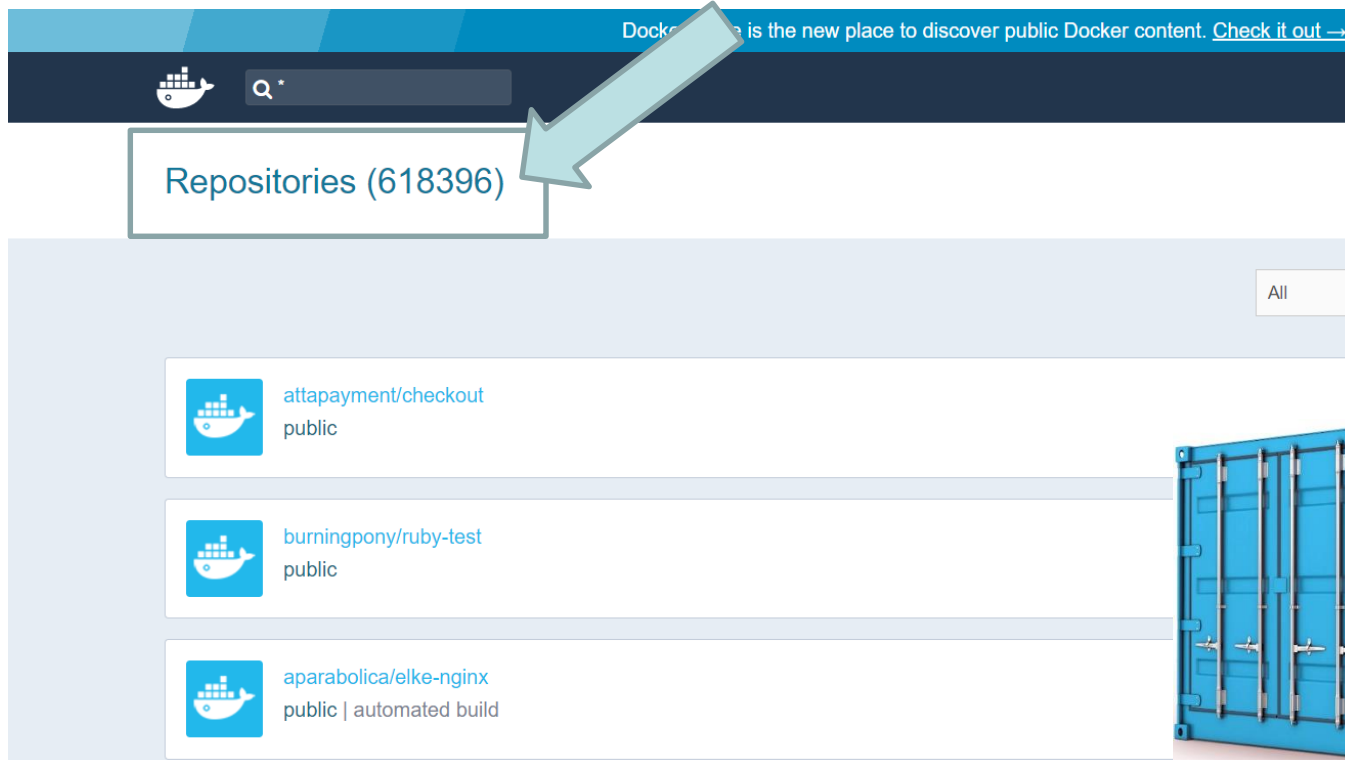 is the new place to discover public Docker content. Check it out →
*
Repositories (618396)
All
attapayment/checkout
public
burningpony/ruby-test
public
aparabolica/elke-nginx
public | automated build